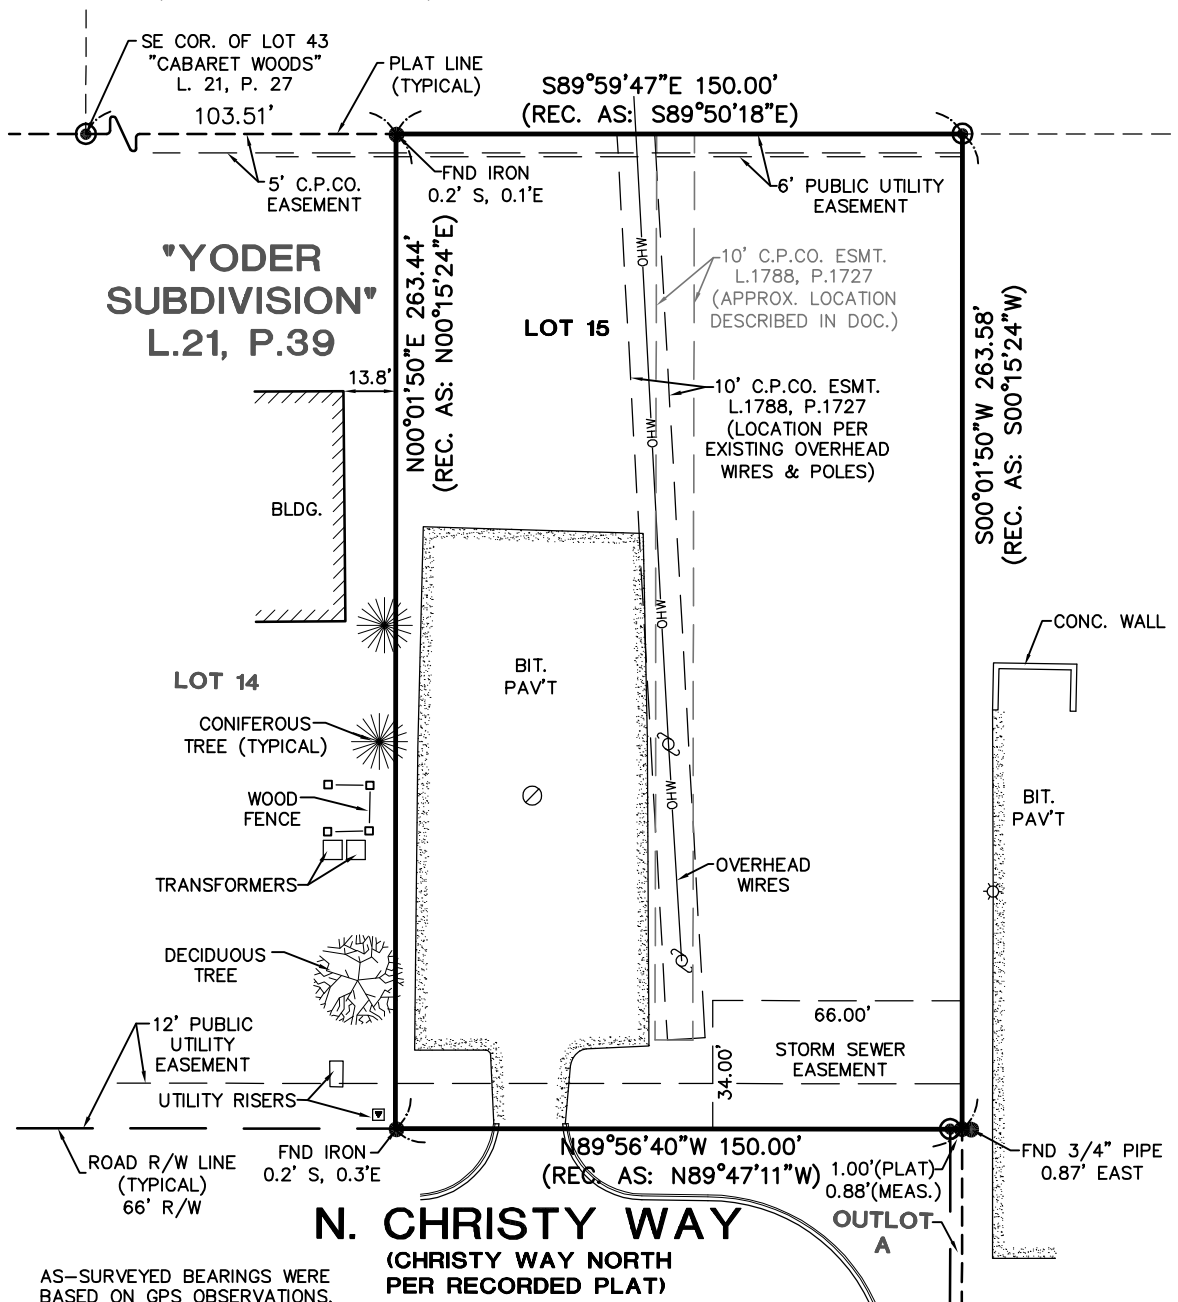 SE COR. OF LOT 43
"CABARET WOODS"
L. 21, P. 27
103.51'
PLAT LINE
(TYPICAL)
S89°59'47"E 150.00'
(REC. AS: S89°50'18"E)
5' C.P.CO.
EASEMENT
FND IRON
0.2' S, 0.1'E
6' PUBLIC UTILITY
EASEMENT
"YODER
SUBDIVISION"
L.21, P.39
N00°01'50"E 263.44'
(REC. AS: N00°15'24"E)
OHW
10' C.P.CO. ESMT.
L.1788, P.1727
(APPROX. LOCATION
DESCRIBED IN DOC.)
LOT 15
S00°01'50"W 263.58'
(REC. AS: S00°15'24"W)
13.8'
10' C.P.CO. ESMT.
L.1788, P.1727
(LOCATION PER
EXISTING OVERHEAD
WIRES & POLES)
OHW
BLDG.
OHW
CONC. WALL
BIT.
PAV'T
LOT 14
CONIFEROUS
TREE (TYPICAL)
WOOD
FENCE
OHW
BIT.
PAV'T
TRANSFORMERS
OVERHEAD
WIRES
DECIDUOUS
TREE
12' PUBLIC
UTILITY
EASEMENT
66.00'
STORM SEWER
EASEMENT
34.00'
UTILITY RISERS
FND IRON
0.2' S, 0.3'E
N89°56'40"W 150.00'
(REC. AS: N89°47'11"W)
1.00'(PLAT)
0.88'(MEAS.)
FND 3/4" PIPE
0.87' EAST
ROAD R/W LINE
(TYPICAL)
66' R/W
OUTLOT
A
N. CHRISTY WAY
(CHRISTY WAY NORTH
PER RECORDED PLAT)
AS-SURVEYED BEARINGS WERE
BASED ON GPS OBSERVATIONS.